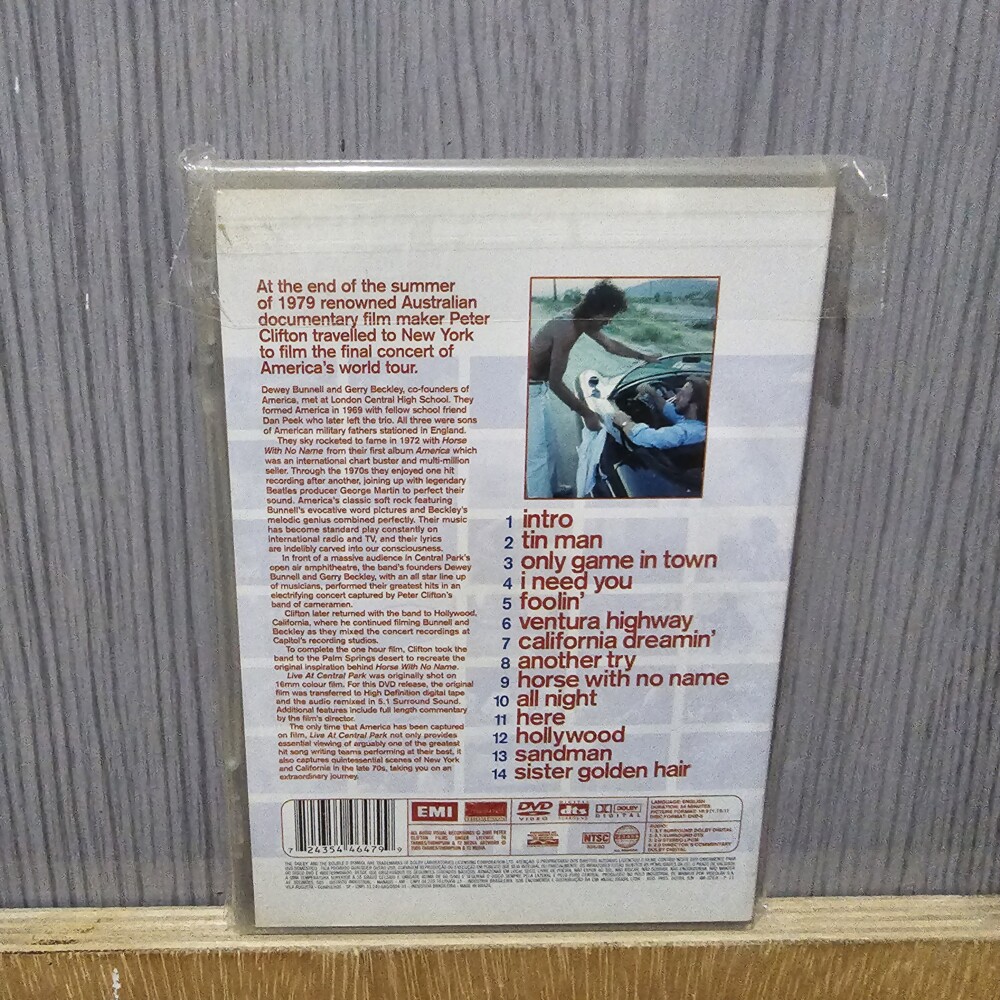 At the end of the summer
of 1979 renowned Australian
documentary film maker Peter
Clifton travelled to New York
to film the final concert of
America's world tour.
Dewey Bunnell and Gerry Beckley, co-founders of
America, met at London Central High School. They
formed America in 1969 with fellow school friend
Dan Peek who later left the trio. All three were sons
of American military fathers stationed in England.
They sky rocketed to fame in 1972 with Horse
With No Name from their first album America which
was an international chart buster and multi-million
seller. Through the 1970s they enjoyed one hit
recording after another, joining up with legendary
Beatles producer George Martin to perfect their
sound. America's classic soft rock featuring
Bunnell's evocative word pictures and Beckley's
melodic genius combined perfectly. Their music
has become standard play constantly on
international radio and TV, and their lyrics
are indelibly carved into our consciousness.
In front of a massive audience in Central Park's
open air amphitheatre, the band's founders Dewey
Bunnell and Gerry Beckley, with an all star line up
of musicians, performed their greatest hits in an
electrifying concert captured by Peter Clifton's
band of cameramen.
Clifton later returned with the band to Hollywood,
California, where he continued filming Bunnell and
Beckley as they mixed the concert recordings at
Capitol's recording studios.
To complete the one hour film, Clifton took the
band to the Palm Springs desert to recreate the
original inspiration behind Horse With No Name.
Live At Central Park was originally shot on
16mm colour film. For this DVD release, the original
film was transferred to High Definition digital tape
and the audio remixed in 5.1 Surround Sound.
Additional features include full length commentary
by the film's director.
The only time that America has been captured
on film, Live At Central Park not only provides
essential viewing of arguably one of the greatest
hit song writing teams performing at their best, it
also captures quintessential scenes of New York
and California in the late 70s, taking you on an
extraordinary journey.
1 intro
2 tin man
3 only game in town
4 i need you
5 foolin'
6 ventura highway
7 california dreamin'
8 another try
9 horse with no name
10 all night
11 here
12 hollywood
13 sandman
14 sister golden hair
7 24354 46479 9
EMI
DVD VIDEO
DIGITAL dts
DOLBY DIGITAL
NTSC
LANGUAGE: ENGLISH